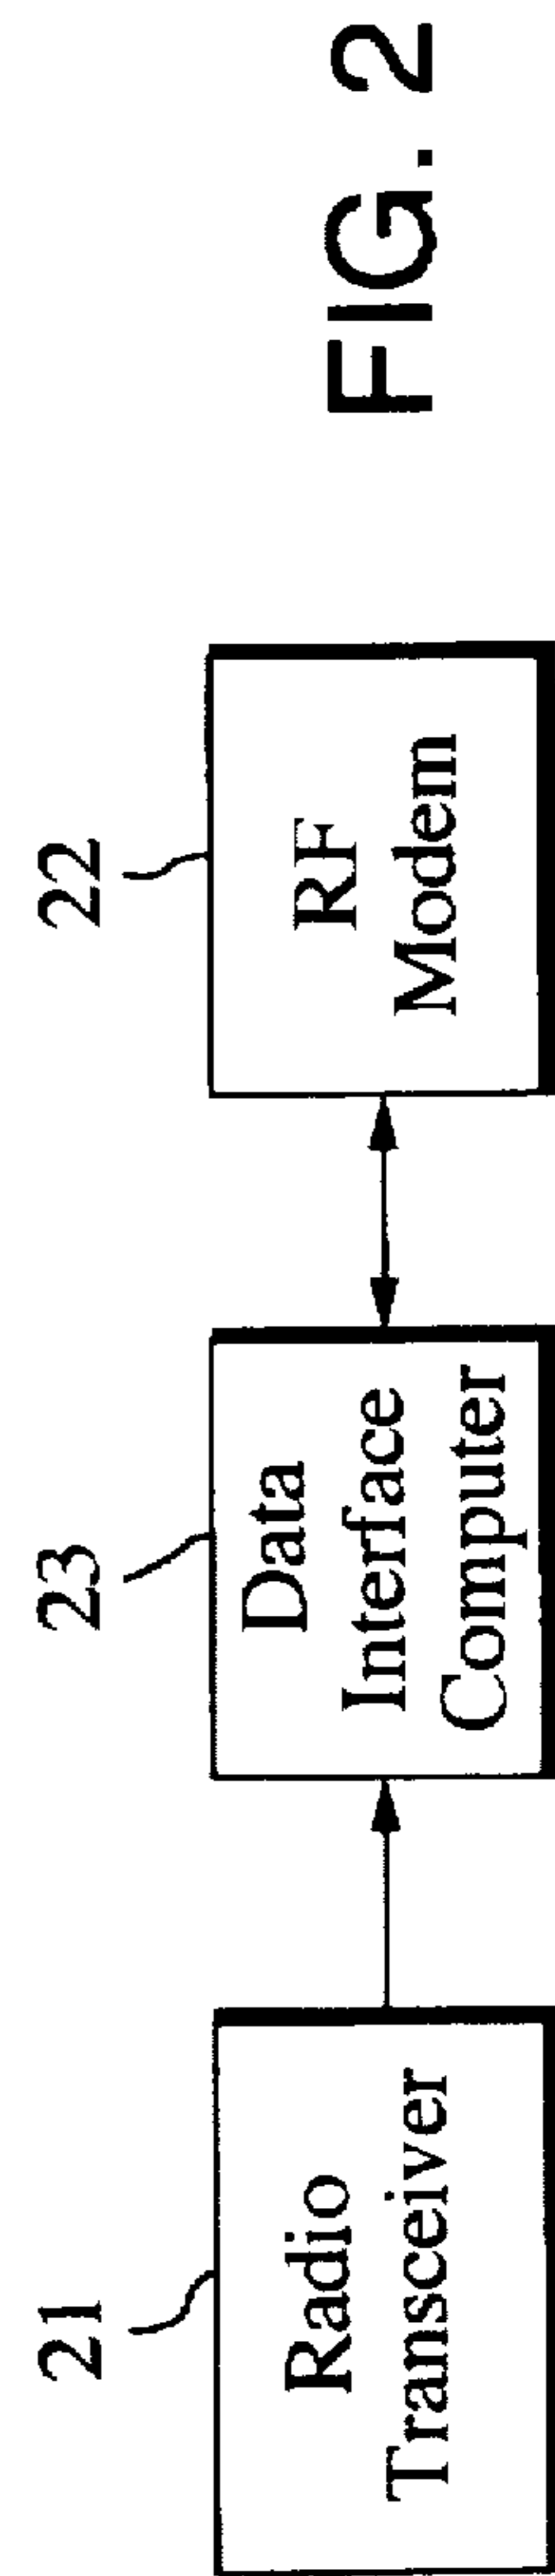 21
Radio
Transceiver
23
Data
Interface
Computer
22
RF
Modem
FIG. 2